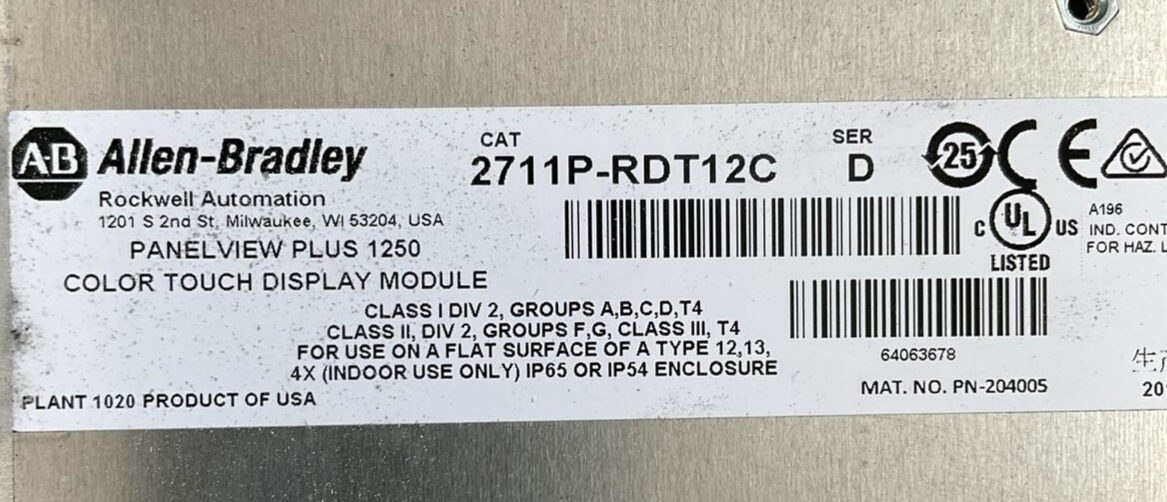 A-B Allen-Bradley
Rockwell Automation
1201 S 2nd St, Milwaukee, WI 53204, USA
PANELVIEW PLUS 1250
COLOR TOUCH DISPLAY MODULE
CAT
2711P-RDT12C
SER
D
25
CE
C UL US
LISTED
A196
IND. CONT
FOR HAZ. L
CLASS I DIV 2, GROUPS A,B,C,D,T4
CLASS II, DIV 2, GROUPS F,G, CLASS III, T4
FOR USE ON A FLAT SURFACE OF A TYPE 12,13,
4X (INDOOR USE ONLY) IP65 OR IP54 ENCLOSURE
64063678
MAT. NO. PN-204005
PLANT 1020 PRODUCT OF USA
生
20